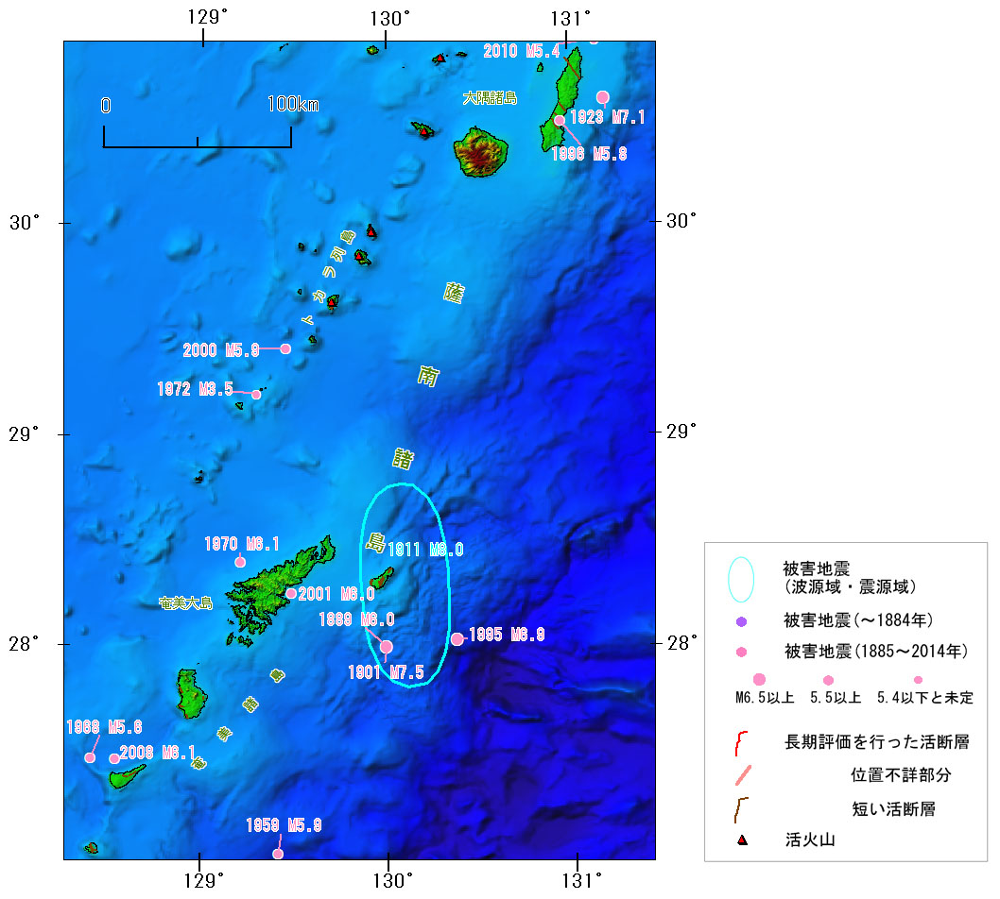 129°
130°
131°
2010 M5.4
0
100km
大隅諸島
1923 M7.1
1996 M5.8
30°
30°
トカラ列島
薩南諸島
2000 M5.9
1972 M3.5
29°
29°
1911 M8.0
1970 M6.1
2001 M6.0
奄美大島
1889 M6.0
1995 M6.9
28°
28°
1901 M7.5
奄美諸島
1968 M5.6
2008 M6.1
1959 M5.9
129°
130°
131°
被害地震
(波源域・震源域)
被害地震(～1884年)
被害地震(1885～2014年)
M6.5以上 5.5以上 5.4以下と未定
長期評価を行った活断層
位置不詳部分
短い活断層
活火山